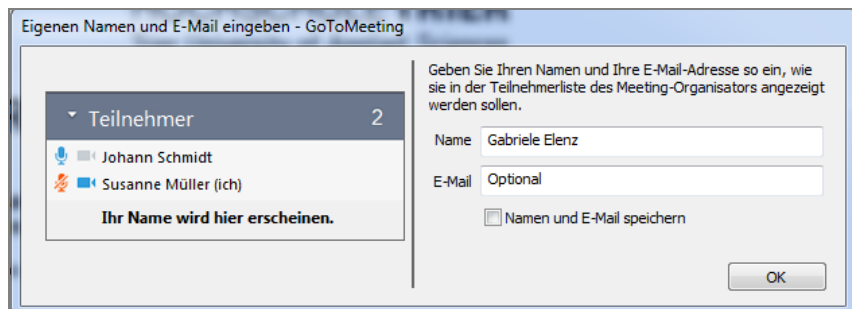 Eigenen Namen und E-Mail eingeben - GoToMeeting
Teilnehmer 2
Johann Schmidt
Susanne Müller (ich)
Ihr Name wird hier erscheinen.
Geben Sie Ihren Namen und Ihre E-Mail-Adresse so ein, wie
sie in der Teilnehmerliste des Meeting-Organisators angezeigt
werden sollen.
Name Gabriele Elenz
E-Mail Optional
Namen und E-Mail speichern
OK